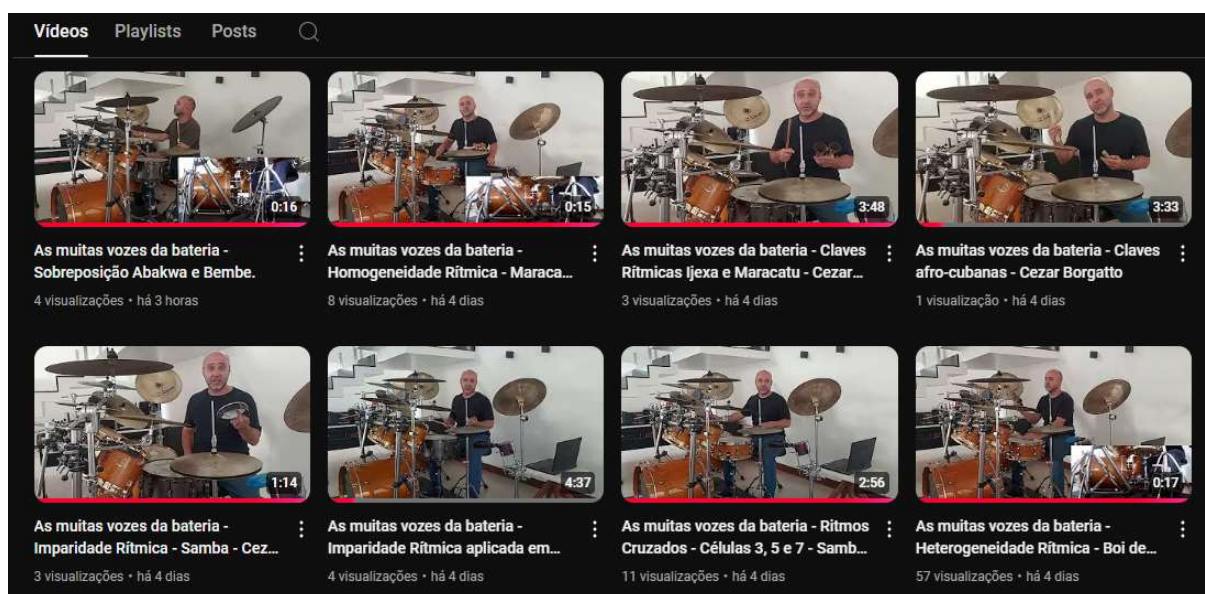 Vídeos Playlists Posts
0:16 0:15 3:48 3:33
As muitas vozes da bateria - Sobreposição Abakwa e Bembe.
4 visualizações • há 3 horas
As muitas vozes da bateria - Homogeneidade Rítmica - Maraca...
8 visualizações • há 4 dias
As muitas vozes da bateria - Claves Rítmicas Ijexa e Maracatu - Cezar...
3 visualizações • há 4 dias
As muitas vozes da bateria - Claves afro-cubanas - Cezar Borgatto
1 visualização • há 4 dias
1:14 4:37 2:56 0:17
As muitas vozes da bateria - Imparidade Rítmica - Samba - Cez...
3 visualizações • há 4 dias
As muitas vozes da bateria - Imparidade Rítmica aplicada em...
4 visualizações • há 4 dias
As muitas vozes da bateria - Ritmos Cruzados - Células 3, 5 e 7 - Samb...
11 visualizações • há 4 dias
As muitas vozes da bateria - Heterogeneidade Rítmica - Boi de...
57 visualizações • há 4 dias